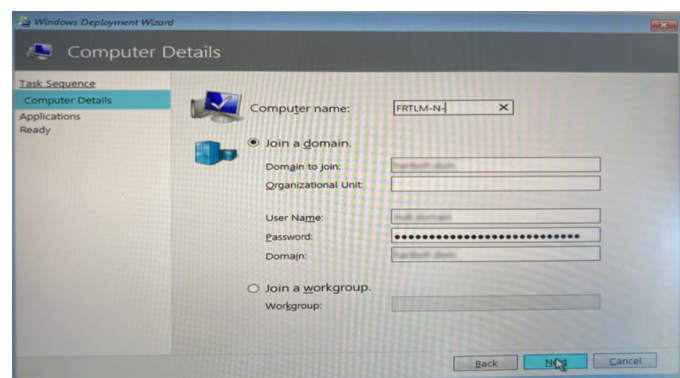 Windows Deployment Wizard
Computer Details
Task Sequence
Computer Details
Applications
Ready
Computer name: FRTLM-N-
Join a domain.
Domain to join:
Organizational Unit:
User Name:
Password:
Domain:
Join a workgroup.
Workgroup:
Back Next Cancel